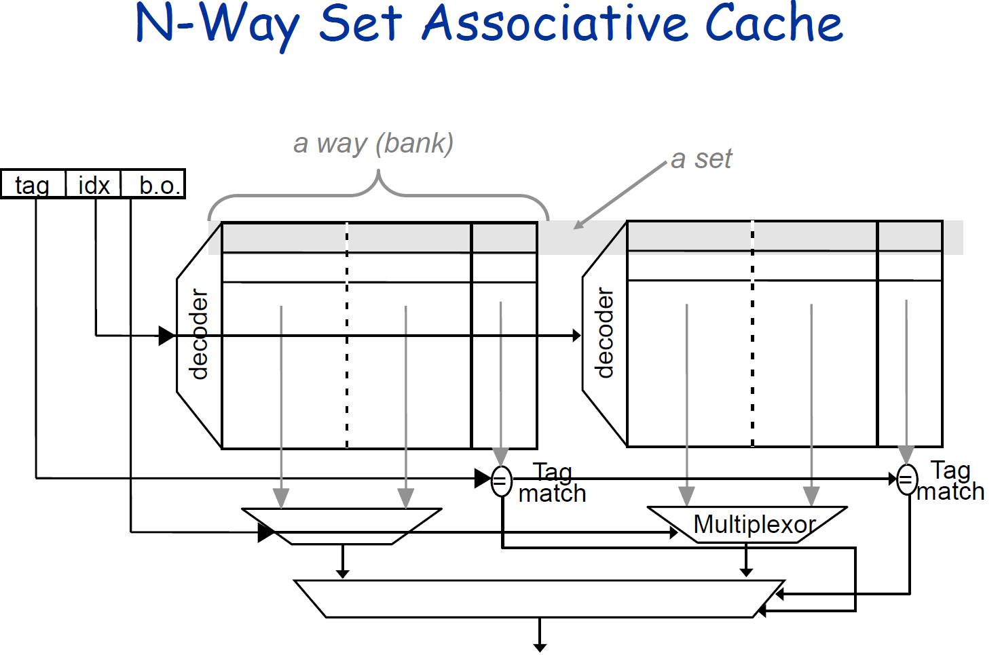 N-Way Set Associative Cache
a way (bank)
a set
tag idx b.o.
decoder
decoder
=
Tag
match
=
Tag
match
Multiplexor